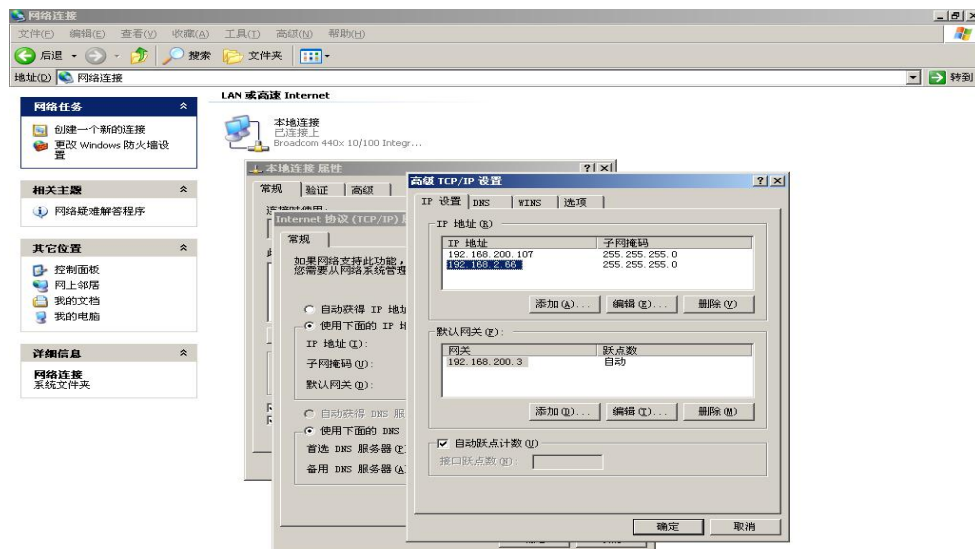 网络连接
文件(F) 编辑(E) 查看(V) 收藏(A) 工具(T) 高级(N) 帮助(H)
后退 搜索 文件夹
地址(D) 网络连接 转到
LAN 或高速 Internet
网络任务
创建一个新的连接
更改 Windows 防火墙设
置
本地连接
已连接上
Broadcom 440x 10/100 Integr...
相关主题
网络疑难解答程序
其它位置
控制面板
网上邻居
我的文档
我的电脑
详细信息
网络连接
系统文件夹
本地连接 属性
常规 验证 高级
连接时使用:
Internet 协议 (TCP/IP)
常规
如果网络支持此功能,
您需要从网络系统管理
自动获得 IP 地址
使用下面的 IP 地
IP 地址(I):
子网掩码(U):
默认网关(D):
自动获得 DNS 服
使用下面的 DNS
首选 DNS 服务器(P)
备用 DNS 服务器(A)
高级 TCP/IP 设置
IP 设置 DNS WINS 选项
IP 地址(R)
IP 地址 子网掩码
192.168.200.107 255.255.255.0
192.168.2.66 255.255.255.0
添加(A)... 编辑(E)... 删除(V)
默认网关(F):
网关 跃点数
192.168.200.3 自动
添加(D)... 编辑(T)... 删除(M)
自动跃点计数(U)
接口跃点数(N):
确定 取消